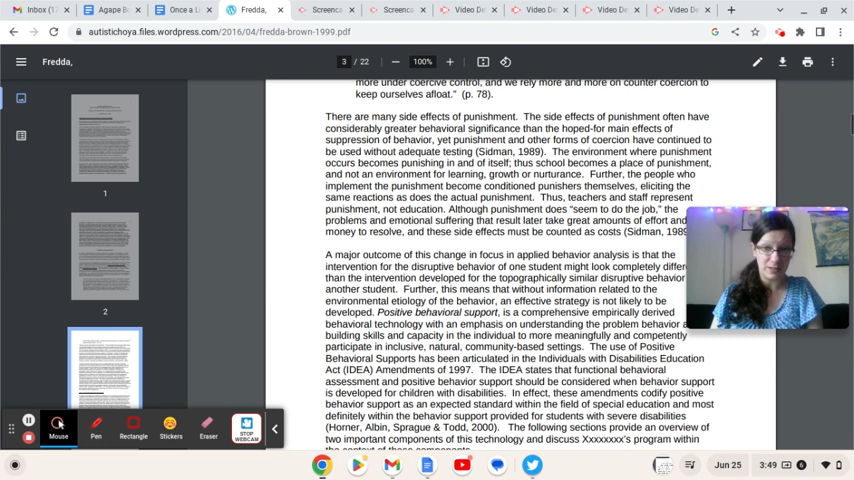 Inbox (17
Agape Bo
Once a Li
Fredda,
Screenca
Screenca
Video De
Video De
Video De
Video De
autistichoya.files.wordpress.com/2016/04/fredda-brown-1999.pdf
Fredda,
3 / 22
100%
more under coercive control, and we rely more and more on counter coercion to
keep ourselves afloat.” (p. 78).
There are many side effects of punishment. The side effects of punishment often have
considerably greater behavioral significance than the hoped-for main effects of
suppression of behavior, yet punishment and other forms of coercion have continued to
be used without adequate testing (Sidman, 1989). The environment where punishment
occurs becomes punishing in and of itself; thus school becomes a place of punishment,
and not an environment for learning, growth or nurturance. Further, the people who
implement the punishment become conditioned punishers themselves, eliciting the
same reactions as does the actual punishment. Thus, teachers and staff represent
punishment, not education. Although punishment does “seem to do the job,” the
problems and emotional suffering that result later take great amounts of effort and
money to resolve, and these side effects must be counted as costs (Sidman, 1989
A major outcome of this change in focus in applied behavior analysis is that the
intervention for the disruptive behavior of one student might look completely differe
than the intervention developed for the topographically similar disruptive behavior
another student. Further, this means that without information related to the
environmental etiology of the behavior, an effective strategy is not likely to be
developed. Positive behavioral support, is a comprehensive empirically derived
behavioral technology with an emphasis on understanding the problem behavior a
building skills and capacity in the individual to more meaningfully and competently
participate in inclusive, natural, community-based settings. The use of Positive
Behavioral Supports has been articulated in the Individuals with Disabilities Education
Act (IDEA) Amendments of 1997. The IDEA states that functional behavioral
assessment and positive behavior support should be considered when behavior support
is developed for children with disabilities. In effect, these amendments codify positive
behavior support as an expected standard within the field of special education and most
definitely within the behavior support provided for students with severe disabilities
(Horner, Albin, Sprague & Todd, 2000). The following sections provide an overview of
two important components of this technology and discuss Xxxxxxxx’s program within
the context of these components.
1
2
Mouse
Pen
Rectangle
Stickers
Eraser
STOP
WEBCAM
Jun 25
3:49
6